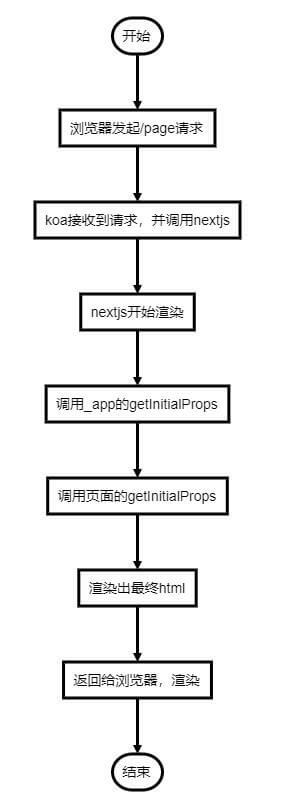 开始
浏览器发起/page请求
koa接收到请求，并调用nextjs
nextjs开始渲染
调用_app的getInitialProps
调用页面的getInitialProps
渲染出最终html
返回给浏览器，渲染
结束